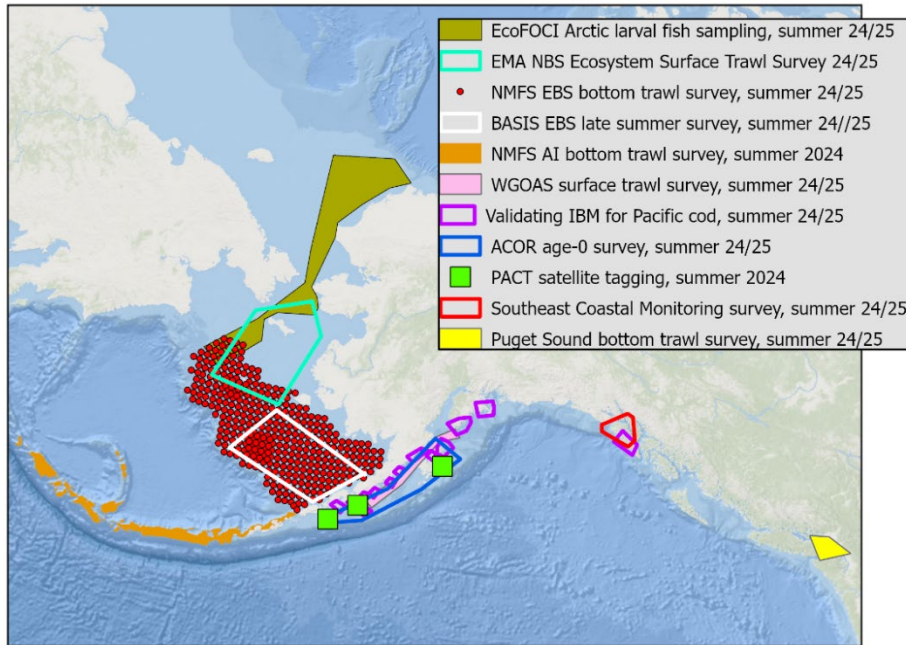 EcoFOCI Arctic larval fish sampling, summer 24/25
EMA NBS Ecosystem Surface Trawl Survey 24/25
NMFS EBS bottom trawl survey, summer 24/25
BASIS EBS late summer survey, summer 24//25
NMFS AI bottom trawl survey, summer 2024
WGOAS surface trawl survey, summer 24/25
Validating IBM for Pacific cod, summer 24/25
ACOR age-0 survey, summer 24/25
PACT satellite tagging, summer 2024
Southeast Coastal Monitoring survey, summer 24/25
Puget Sound bottom trawl survey, summer 24/25